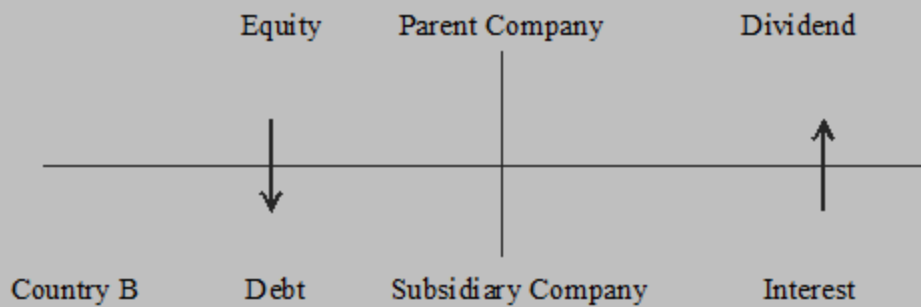 Equity Parent Company Dividend
Country B Debt Subsidiary Company Interest